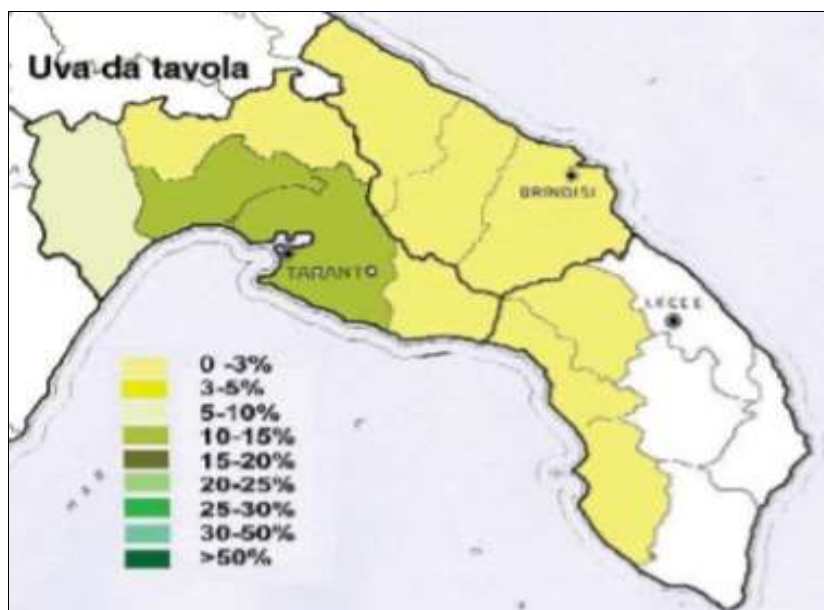 Uva da tavola
BRINDISI
TARANTO
LECCE
0 -3%
3-5%
5-10%
10-15%
15-20%
20-25%
25-30%
30-50%
>50%
MAR